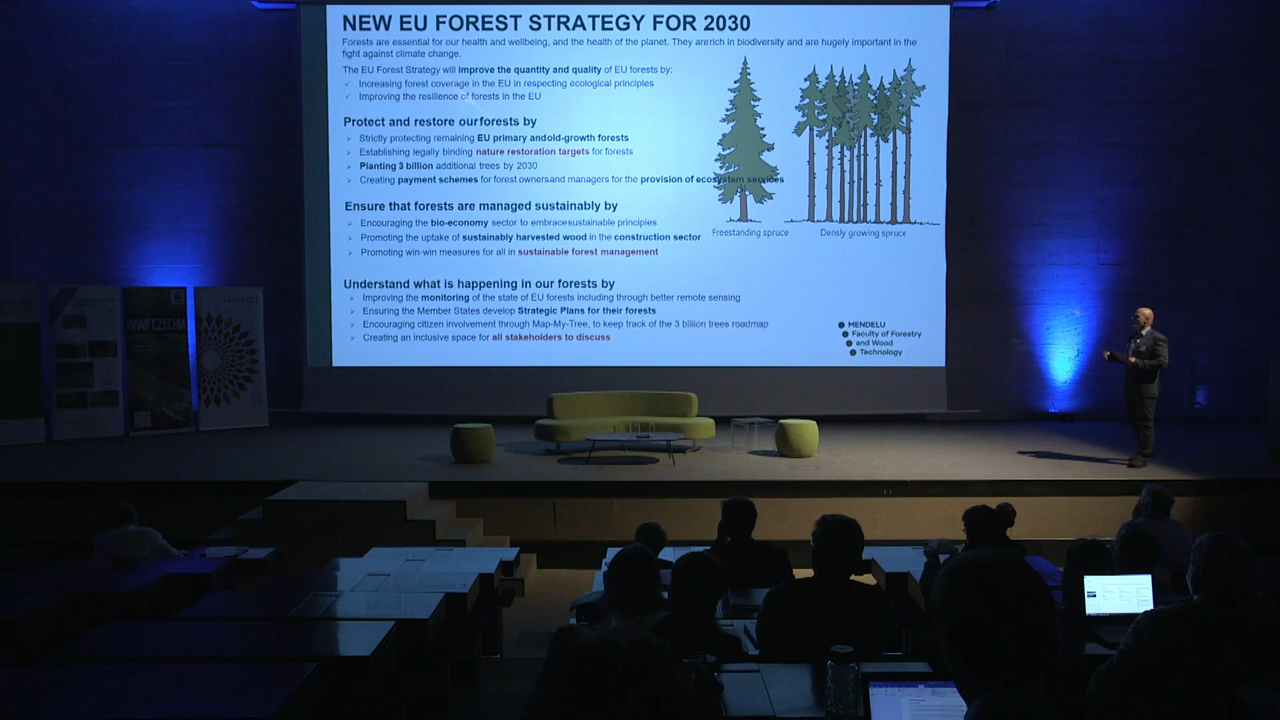 NEW EU FOREST STRATEGY FOR 2030
Forests are essential for our health and wellbeing, and the health of the planet. They arerich in biodiversity and are hugely important in the
fight against climate change.
The EU Forest Strategy will improve the quantity and quality of EU forests by:
Increasing forest coverage in the EU in respecting ecological principles
Improving the resilience of forests in the EU
Protect and restore ourforests by
Strictly protecting remaining EU primary andold-growth forests
Establishing legally binding nature restoration targets for forests
Planting 3 billion additional trees by 2030
Creating payment schemes for forest ownersand managers for the provision of ecosystem services
Ensure that forests are managed sustainably by
Encouraging the bio-economy sector to embracesustainable principles
Promoting the uptake of sustainably harvested wood in the construction sector
Promoting win-win measures for all in sustainable forest management
Freestanding spruce
Densly growing spruce
Understand what is happening in our forests by
Improving the monitoring of the state of EU forests including through better remote sensing
Ensuring the Member States develop Strategic Plans for their forests
Encouraging citizen involvement through Map-My-Tree, to keep track of the 3 billion trees roadmap
Creating an inclusive space for all stakeholders to discuss
MENDELU
Faculty of Forestry
and Wood
Technology
WWF CZECHIA